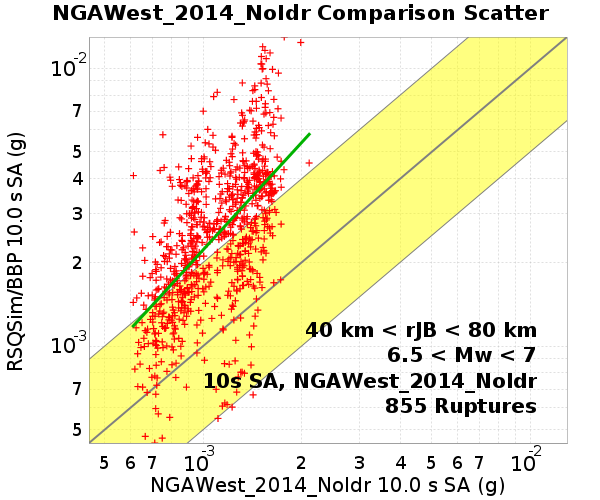 NGAWest_2014_NoIdr Comparison Scatter
RSQSim/BBP 10.0 s SA (g)
10-2
7
5
4
3
2
10-3
7
5
40 km < rJB < 80 km
6.5 < Mw < 7
10s SA, NGAWest_2014_NoIdr
855 Ruptures
5 6 7 10-3 2 3 4 5 6 7 10-2
NGAWest_2014_NoIdr 10.0 s SA (g)